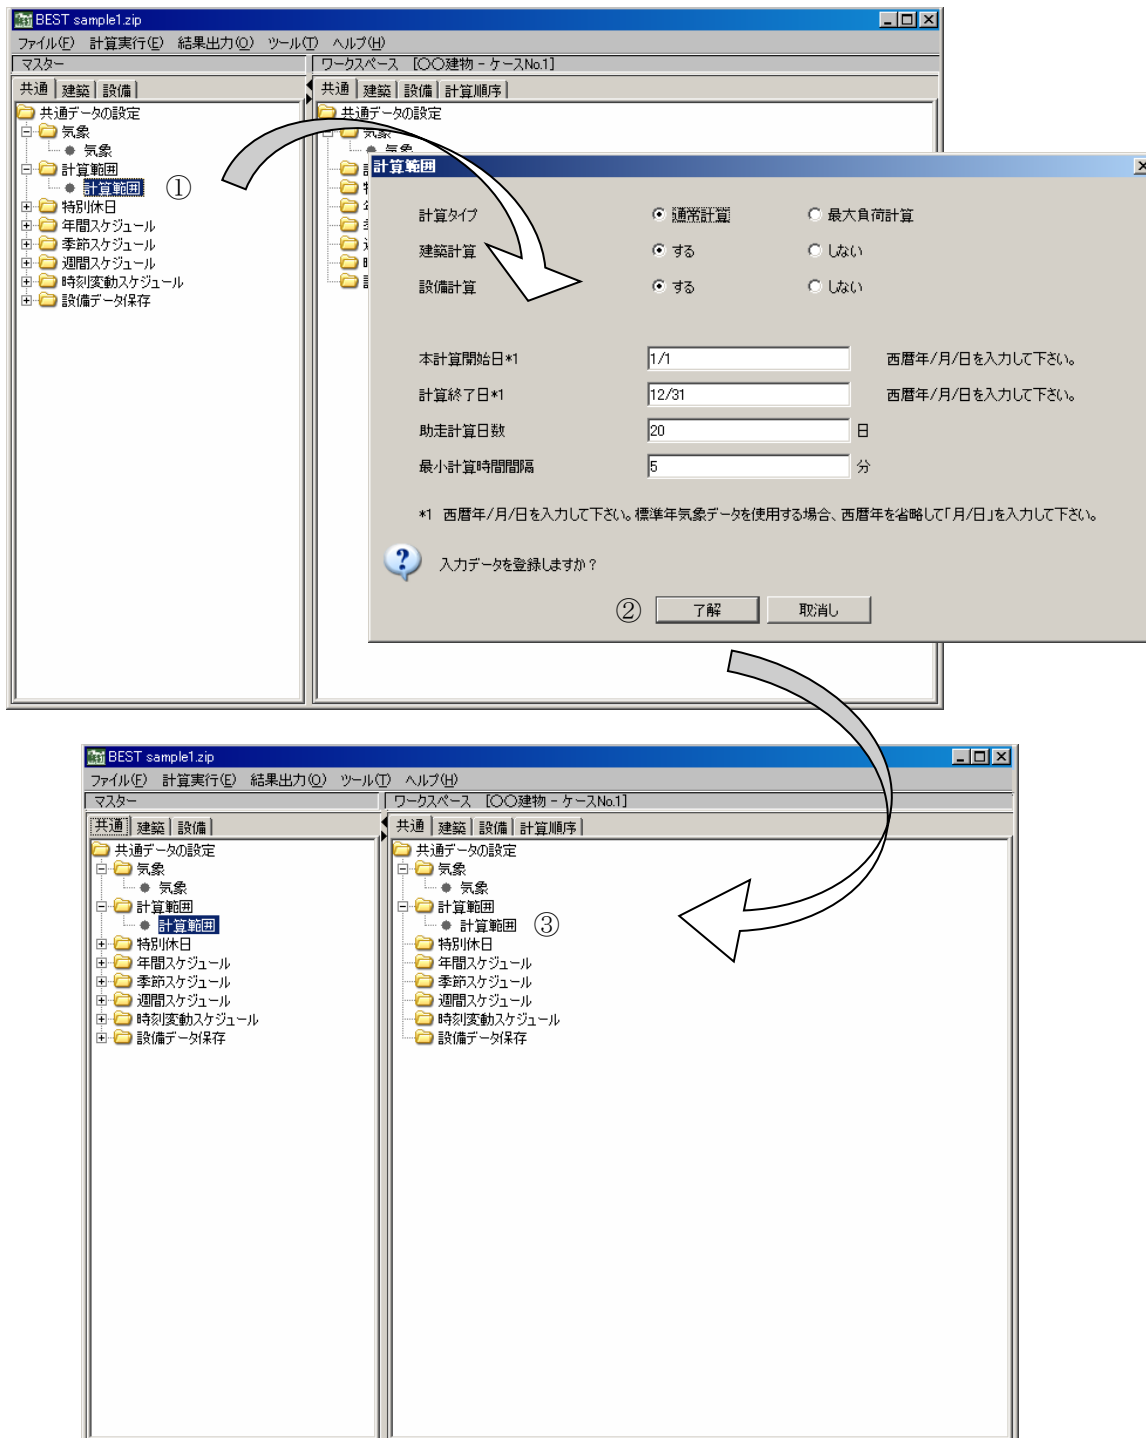 BEST sample1.zip
ファイル(F) 計算実行(E) 結果出力(O) ツール(T) ヘルプ(H)
マスター
ワークスペース [〇〇建物 - ケースNo.1]
共通 建築 設備
共通 建築 設備 計算順序
共通データの設定
気象
気象
計算範囲
計算範囲 ①
特別休日
年間スケジュール
季節スケジュール
週間スケジュール
時刻変動スケジュール
設備データ保存
共通データの設定
気象
気象
計算範囲
計算タイプ 通常計算 最大負荷計算
建築計算 する しない
設備計算 する しない
本計算開始日*1 1/1 西暦年/月/日を入力して下さい。
計算終了日*1 12/31 西暦年/月/日を入力して下さい。
助走計算日数 20 日
最小計算時間間隔 5 分
*1 西暦年/月/日を入力して下さい。標準年気象データを使用する場合、西暦年を省略して「月/日」を入力して下さい。
入力データを登録しますか?
② 了解 取消し
BEST sample1.zip
ファイル(F) 計算実行(E) 結果出力(O) ツール(T) ヘルプ(H)
マスター
ワークスペース [〇〇建物 - ケースNo.1]
共通 建築 設備
共通 建築 設備 計算順序
共通データの設定
気象
気象
計算範囲
計算範囲
特別休日
年間スケジュール
季節スケジュール
週間スケジュール
時刻変動スケジュール
設備データ保存
共通データの設定
気象
気象
計算範囲
計算範囲 ③
特別休日
年間スケジュール
季節スケジュール
週間スケジュール
時刻変動スケジュール
設備データ保存